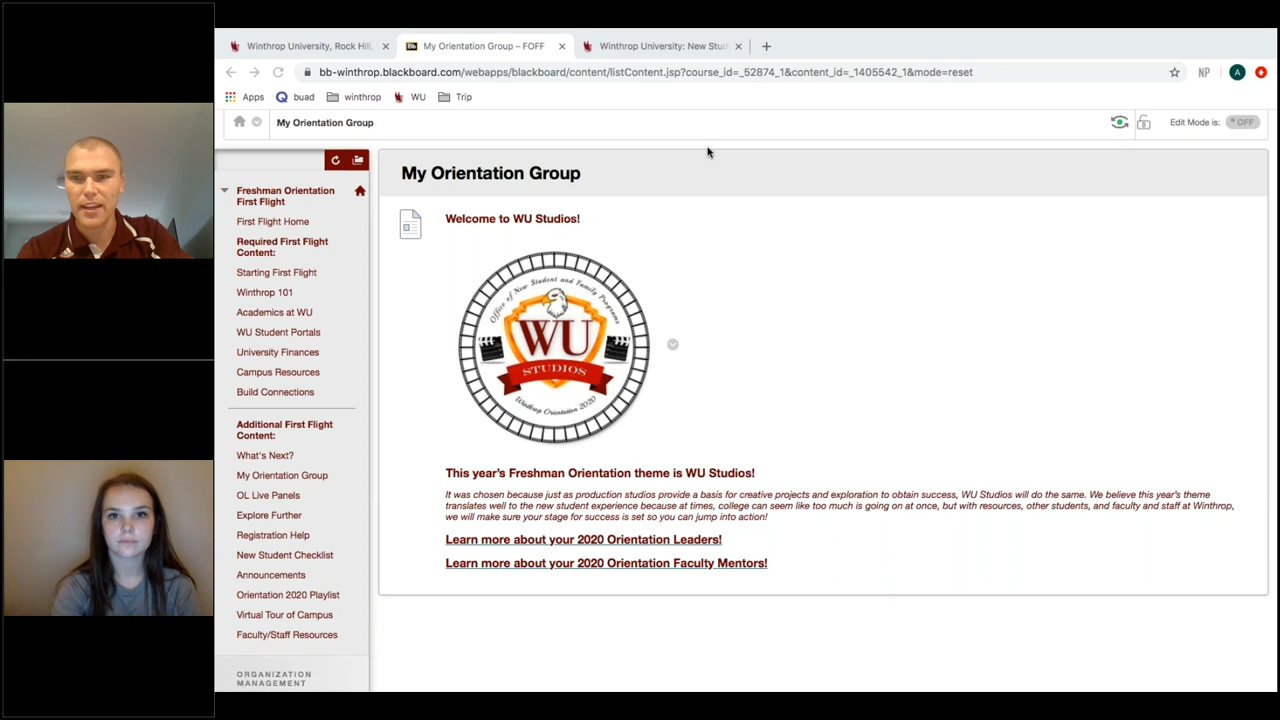 Winthrop University, Rock Hill,
My Orientation Group – FOFF
Winthrop University: New Stud
bb-winthrop.blackboard.com/webapps/blackboard/content/listContent.jsp?course_id=_52874_1&content_id=_1405542_1&mode=reset
NP
A
Apps
buad
winthrop
WU
Trip
My Orientation Group
Edit Mode is:
OFF
Freshman Orientation
First Flight
First Flight Home
Required First Flight
Content:
Starting First Flight
Winthrop 101
Academics at WU
WU Student Portals
University Finances
Campus Resources
Build Connections
Additional First Flight
Content:
What's Next?
My Orientation Group
OL Live Panels
Explore Further
Registration Help
New Student Checklist
Announcements
Orientation 2020 Playlist
Virtual Tour of Campus
Faculty/Staff Resources
ORGANIZATION
MANAGEMENT
My Orientation Group
Welcome to WU Studios!
Office of New Student and Family Programs
WU
STUDIOS
Winthrop Orientation 2020
This year's Freshman Orientation theme is WU Studios!
It was chosen because just as production studios provide a basis for creative projects and exploration to obtain success, WU Studios will do the same. We believe this year's theme
translates well to the new student experience because at times, college can seem like too much is going on at once, but with resources, other students, and faculty and staff at Winthrop,
we will make sure your stage for success is set so you can jump into action!
Learn more about your 2020 Orientation Leaders!
Learn more about your 2020 Orientation Faculty Mentors!